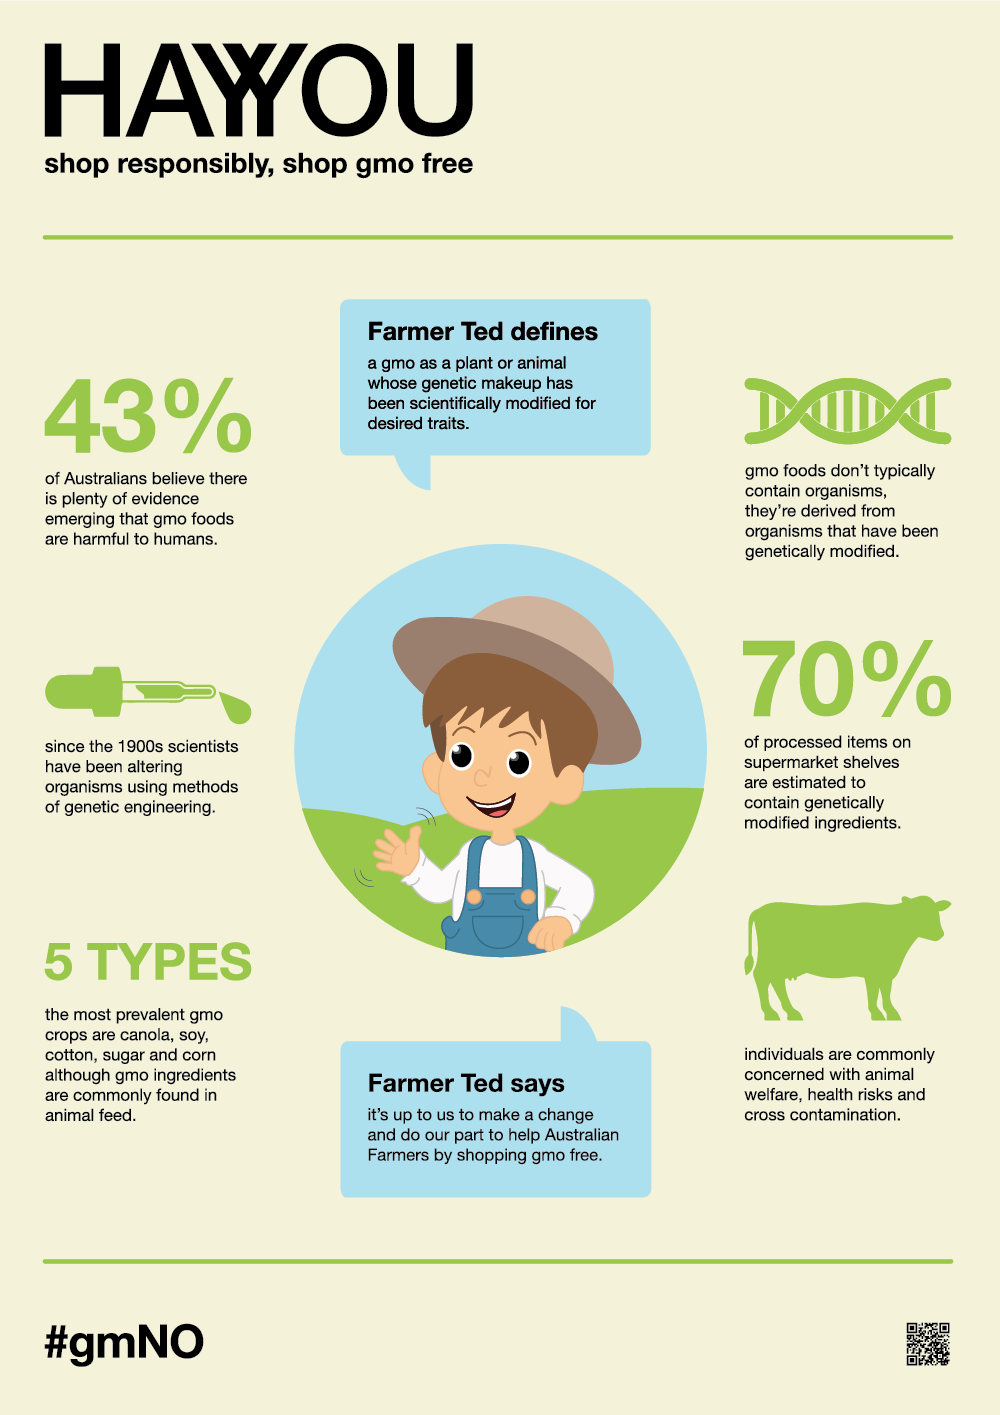 HAYYOU
shop responsibly, shop gmo free
Farmer Ted defines
a gmo as a plant or animal
whose genetic makeup has
been scientifically modified for
desired traits.
43%
of Australians believe there
is plenty of evidence
emerging that gmo foods
are harmful to humans.
gmo foods don’t typically
contain organisms,
they’re derived from
organisms that have been
genetically modified.
since the 1900s scientists
have been altering
organisms using methods
of genetic engineering.
70%
of processed items on
supermarket shelves
are estimated to
contain genetically
modified ingredients.
5 TYPES
the most prevalent gmo
crops are canola, soy,
cotton, sugar and corn
although gmo ingredients
are commonly found in
animal feed.
individuals are commonly
concerned with animal
welfare, health risks and
cross contamination.
Farmer Ted says
it’s up to us to make a change
and do our part to help Australian
Farmers by shopping gmo free.
#gmNO